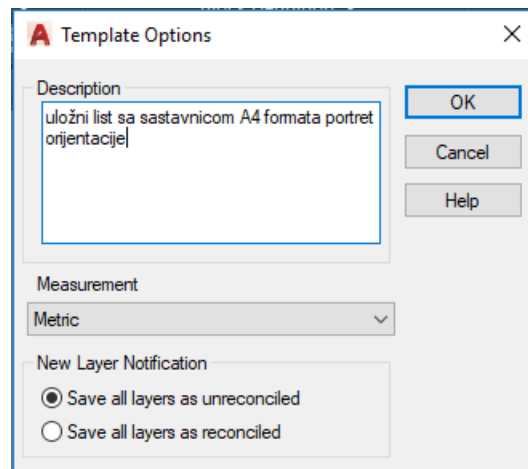 Template Options
Description
uložni list sa sastavnicom A4 formata portret
orijentacije
OK
Cancel
Help
Measurement
Metric
New Layer Notification
Save all layers as unreconciled
Save all layers as reconciled